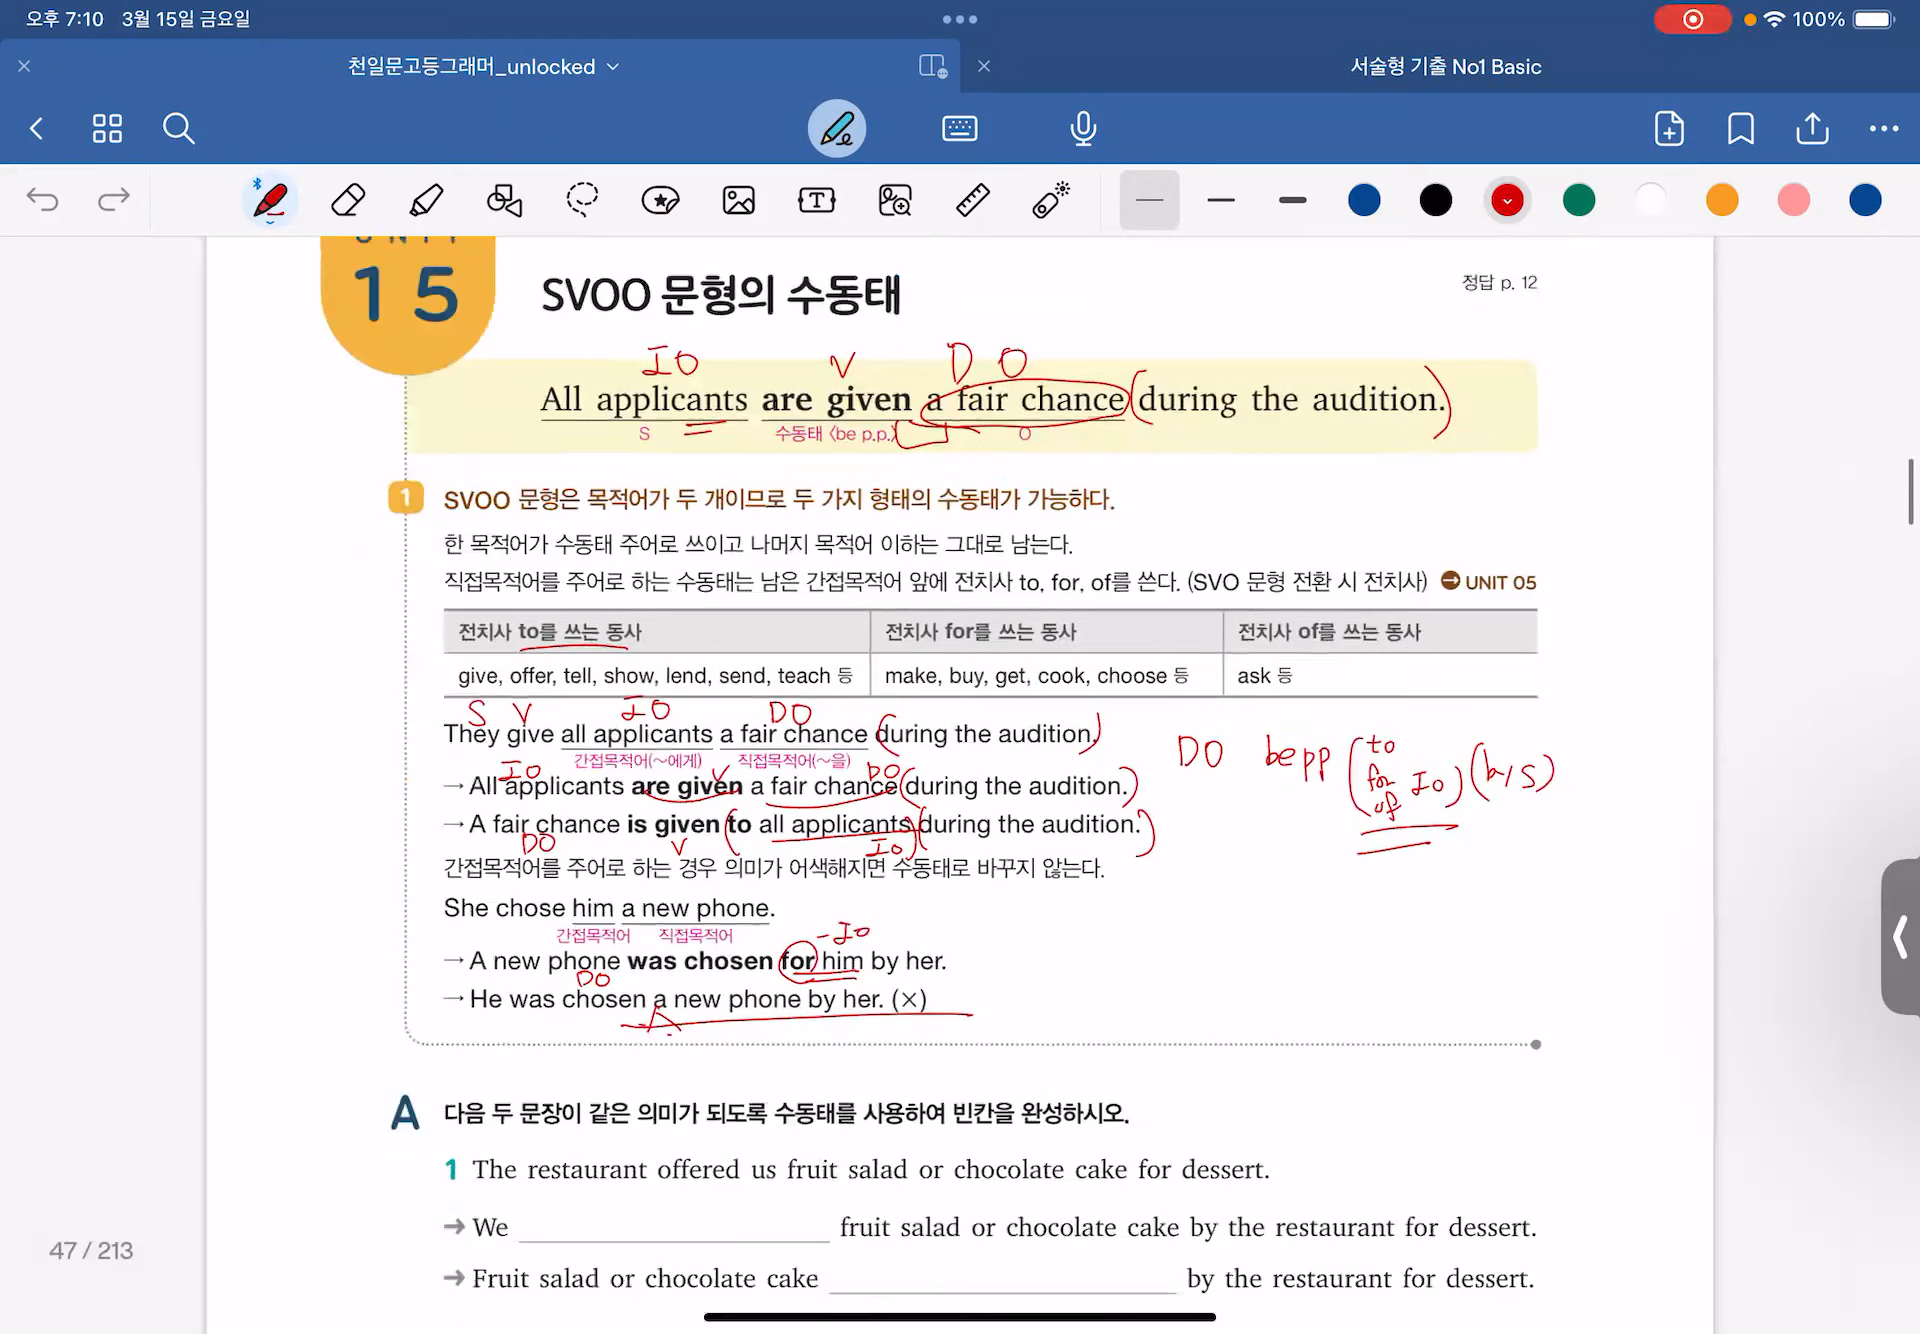 오후 7:10 3월 15일 금요일
100%
천일문고등그래머_unlocked
서술형 기출 No1 Basic
UNIT
15
SVOO 문형의 수동태
정답 p. 12
IO V DO
All applicants are given a fair chance (during the audition.)
S 수동태 〈be p.p.〉 O
1 SVOO 문형은 목적어가 두 개이므로 두 가지 형태의 수동태가 가능하다.
한 목적어가 수동태 주어로 쓰이고 나머지 목적어 이하는 그대로 남는다.
직접목적어를 주어로 하는 수동태는 남은 간접목적어 앞에 전치사 to, for, of를 쓴다. (SVO 문형 전환 시 전치사) UNIT 05
전치사 to를 쓰는 동사 전치사 for를 쓰는 동사 전치사 of를 쓰는 동사
give, offer, tell, show, lend, send, teach 등 make, buy, get, cook, choose 등 ask 등
S V IO DO
They give all applicants a fair chance (during the audition.)
간접목적어(~에게) 직접목적어(~을)
IO V DO
→ All applicants are given a fair chance (during the audition.)
→ A fair chance is given (to all applicants) (during the audition.)
DO V IO
DO be pp (to for of IO) (b/s)
간접목적어를 주어로 하는 경우 의미가 어색해지면 수동태로 바꾸지 않는다.
She chose him a new phone.
간접목적어 직접목적어
-IO
→ A new phone was chosen for him by her.
DO
→ He was chosen a new phone by her. (×)
A 다음 두 문장이 같은 의미가 되도록 수동태를 사용하여 빈칸을 완성하시오.
1 The restaurant offered us fruit salad or chocolate cake for dessert.
→ We ____ fruit salad or chocolate cake by the restaurant for dessert.
→ Fruit salad or chocolate cake ____ by the restaurant for dessert.
47 / 213